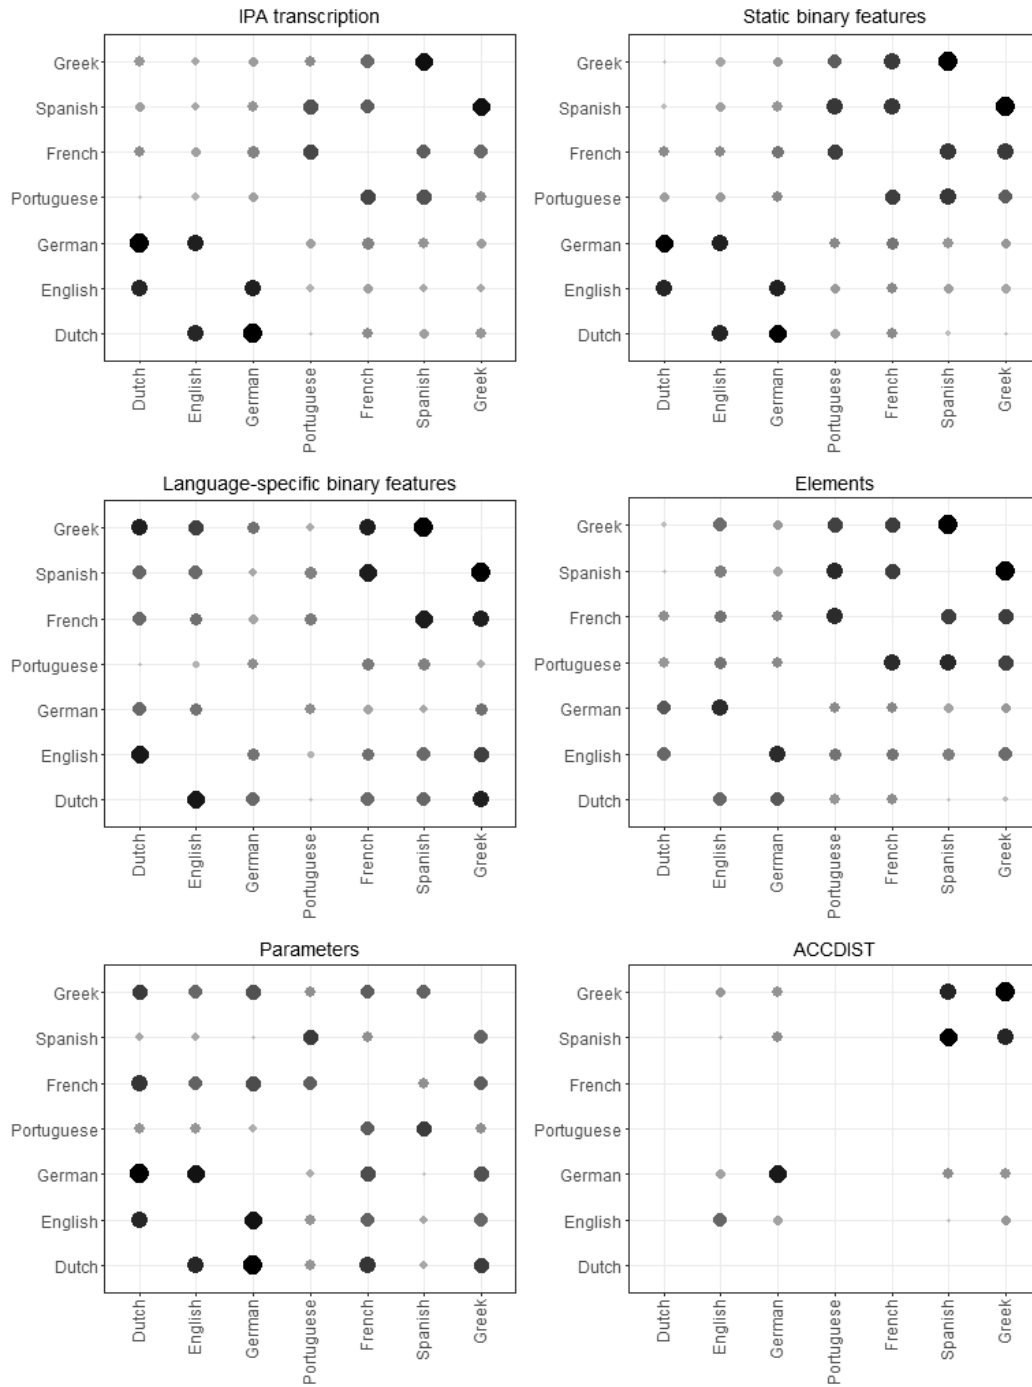 IPA transcription
Greek
Spanish
French
Portuguese
German
English
Dutch
Dutch
English
German
Portuguese
French
Spanish
Greek
Static binary features
Greek
Spanish
French
Portuguese
German
English
Dutch
Dutch
English
German
Portuguese
French
Spanish
Greek
Language-specific binary features
Greek
Spanish
French
Portuguese
German
English
Dutch
Dutch
English
German
Portuguese
French
Spanish
Greek
Elements
Greek
Spanish
French
Portuguese
German
English
Dutch
Dutch
English
German
Portuguese
French
Spanish
Greek
Parameters
Greek
Spanish
French
Portuguese
German
English
Dutch
Dutch
English
German
Portuguese
French
Spanish
Greek
ACCDIST
Greek
Spanish
French
Portuguese
German
English
Dutch
Dutch
English
German
Portuguese
French
Spanish
Greek